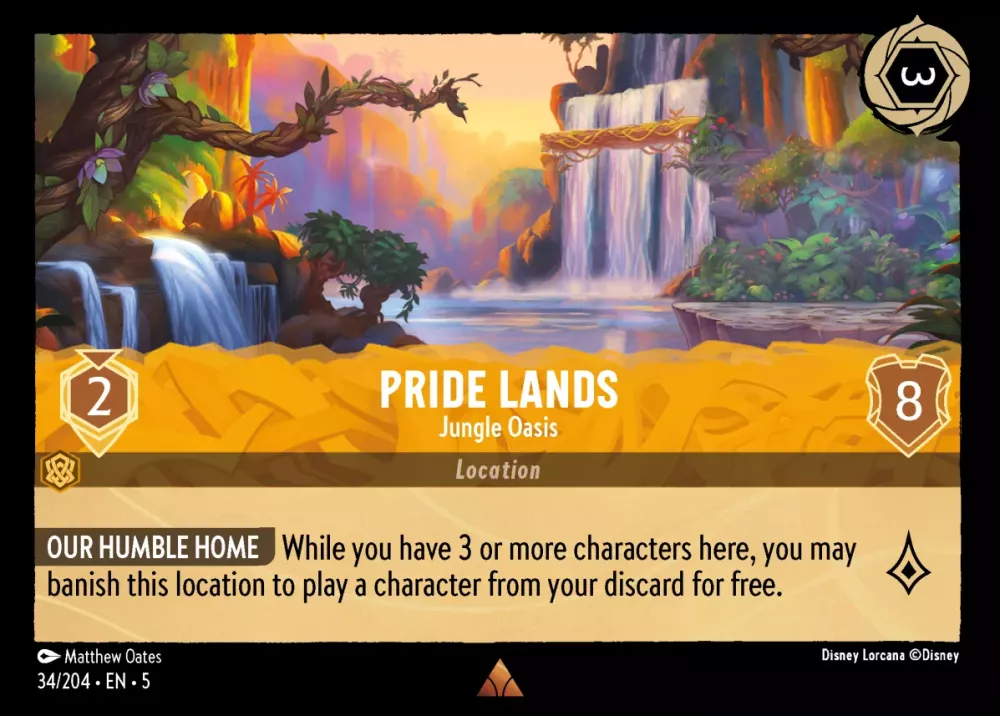 3
PRIDE LANDS
2
8
Jungle Oasis
Location
OUR HUMBLE HOME While you have 3 or more characters here, you may
banish this location to play a character from your discard for free.
Matthew Oates
Disney Lorcana ©Disney
34/204 • EN • 5